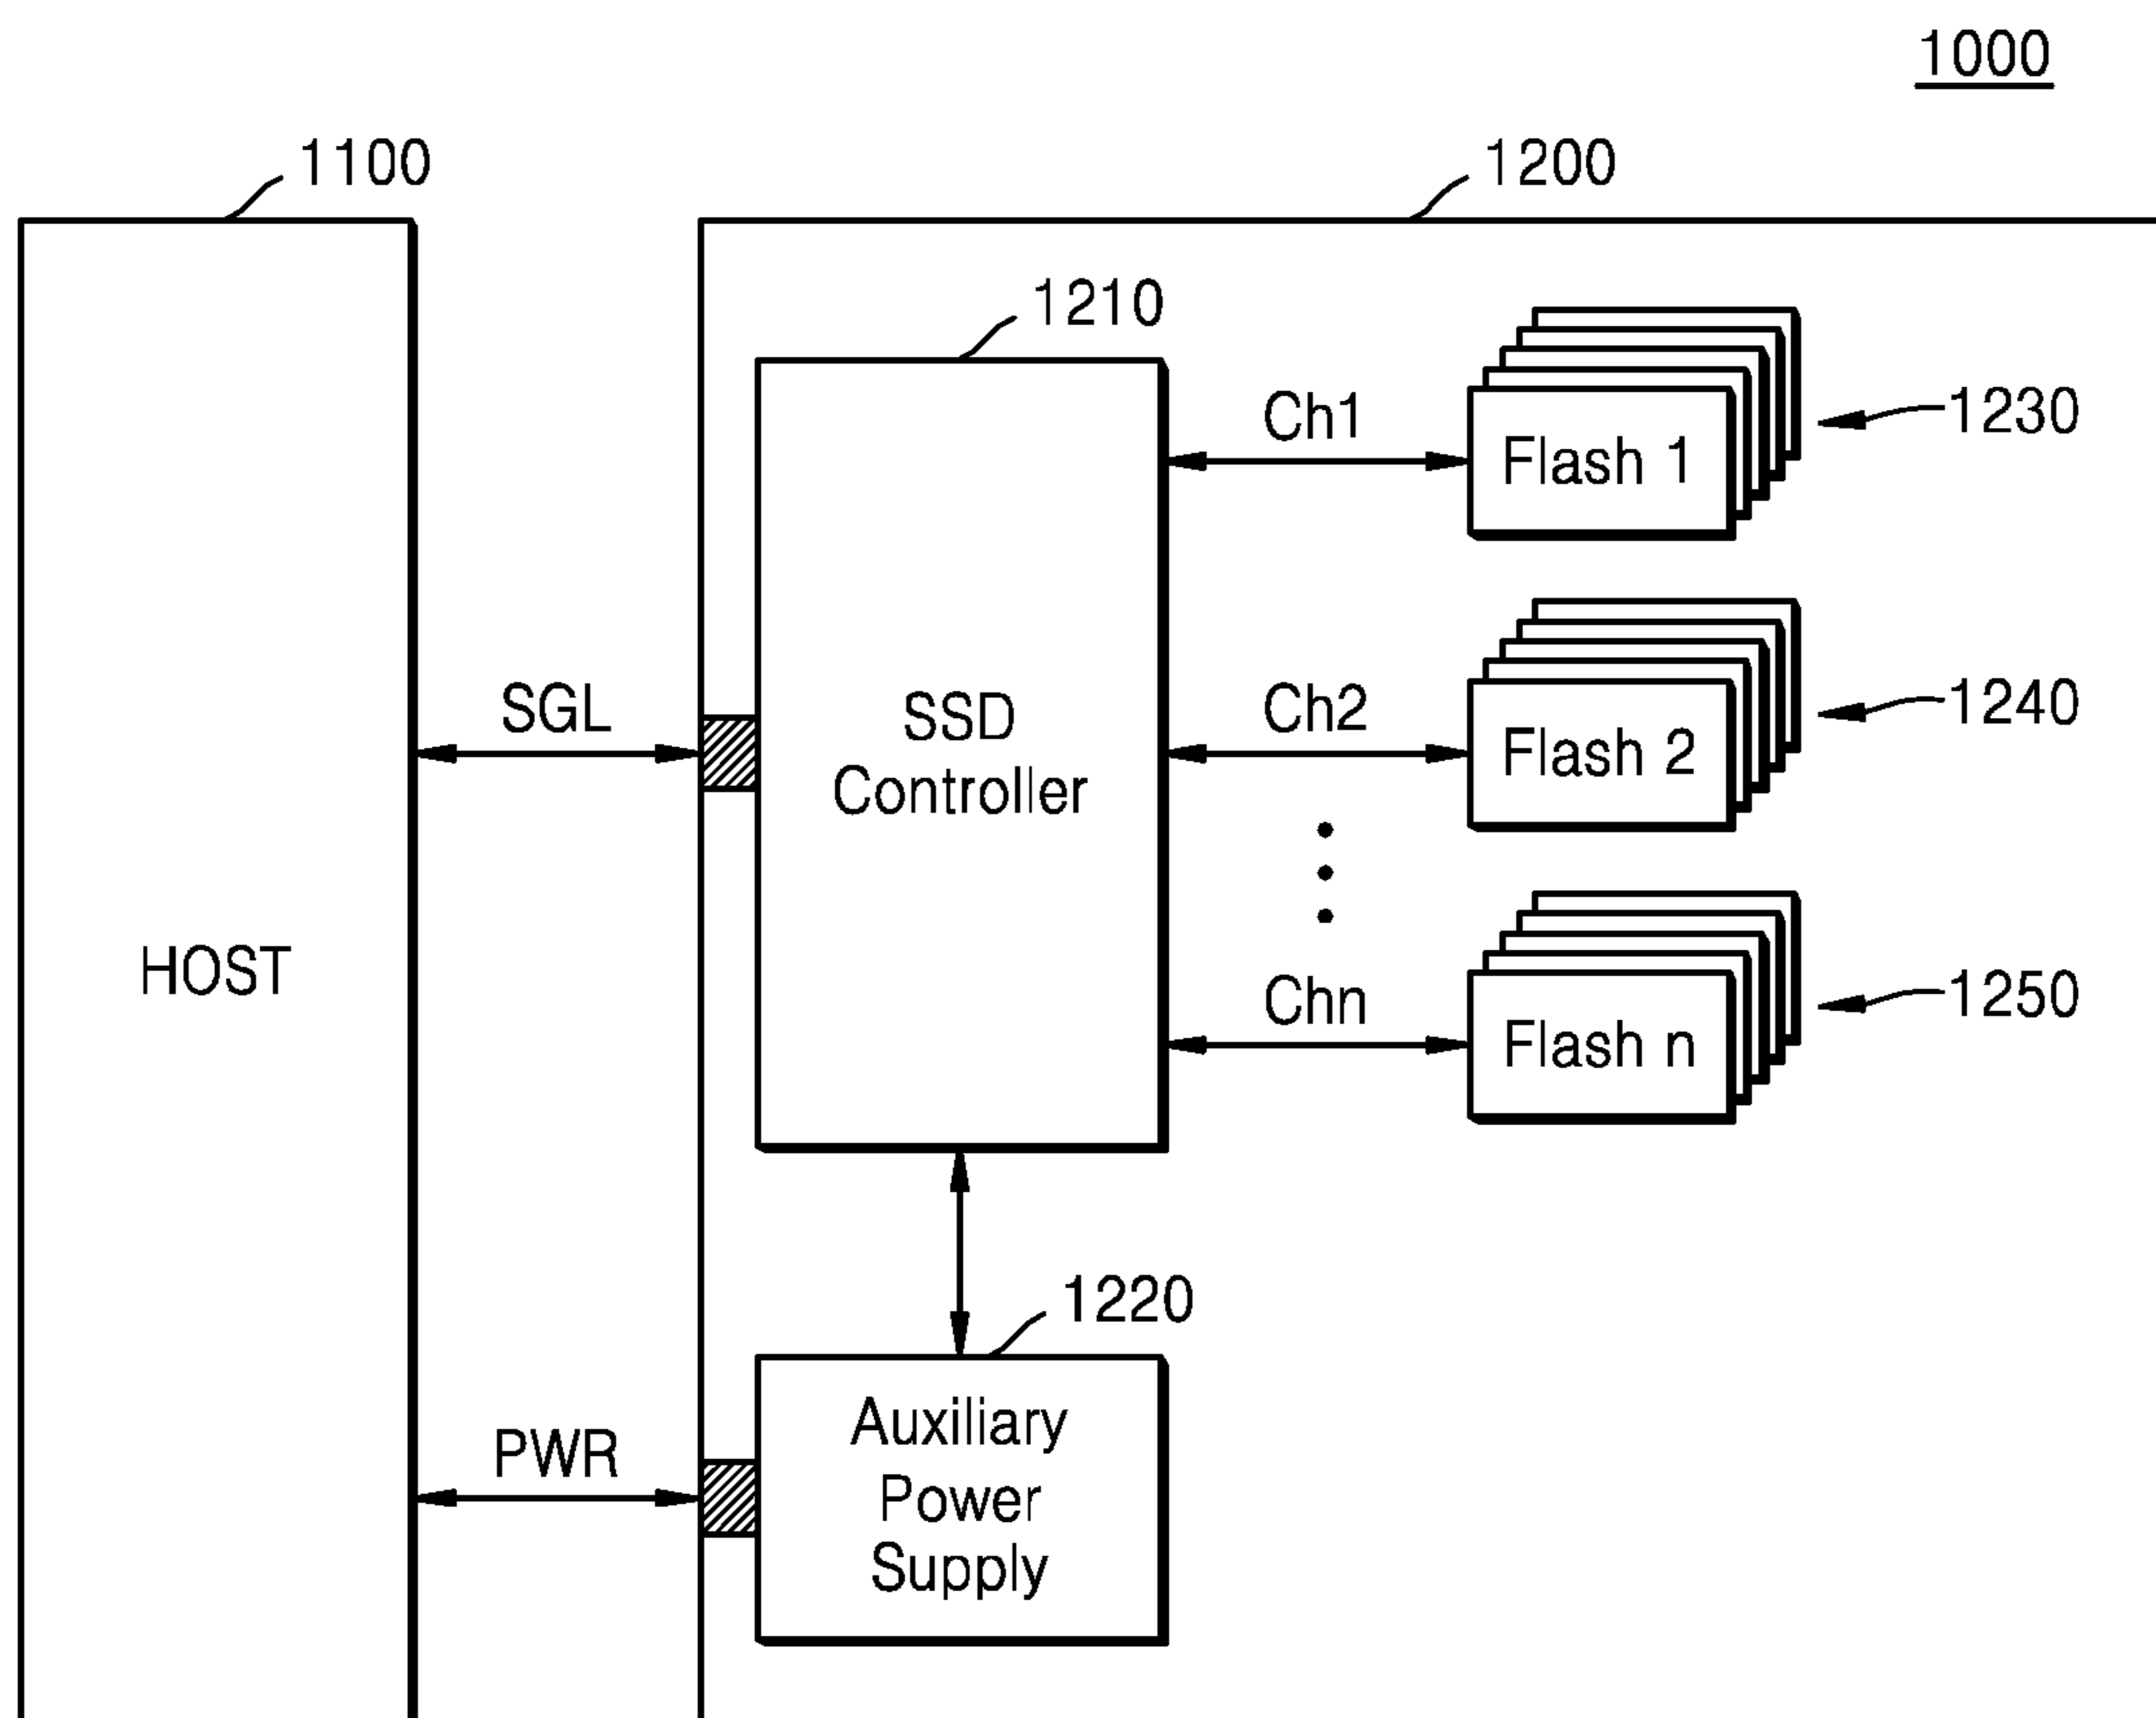 1000
1100
1200
1210
Ch1
Flash 1
1230
SGL
SSD
Controller
Ch2
Flash 2
1240
HOST
Chn
Flash n
1250
1220
PWR
Auxiliary
Power
Supply